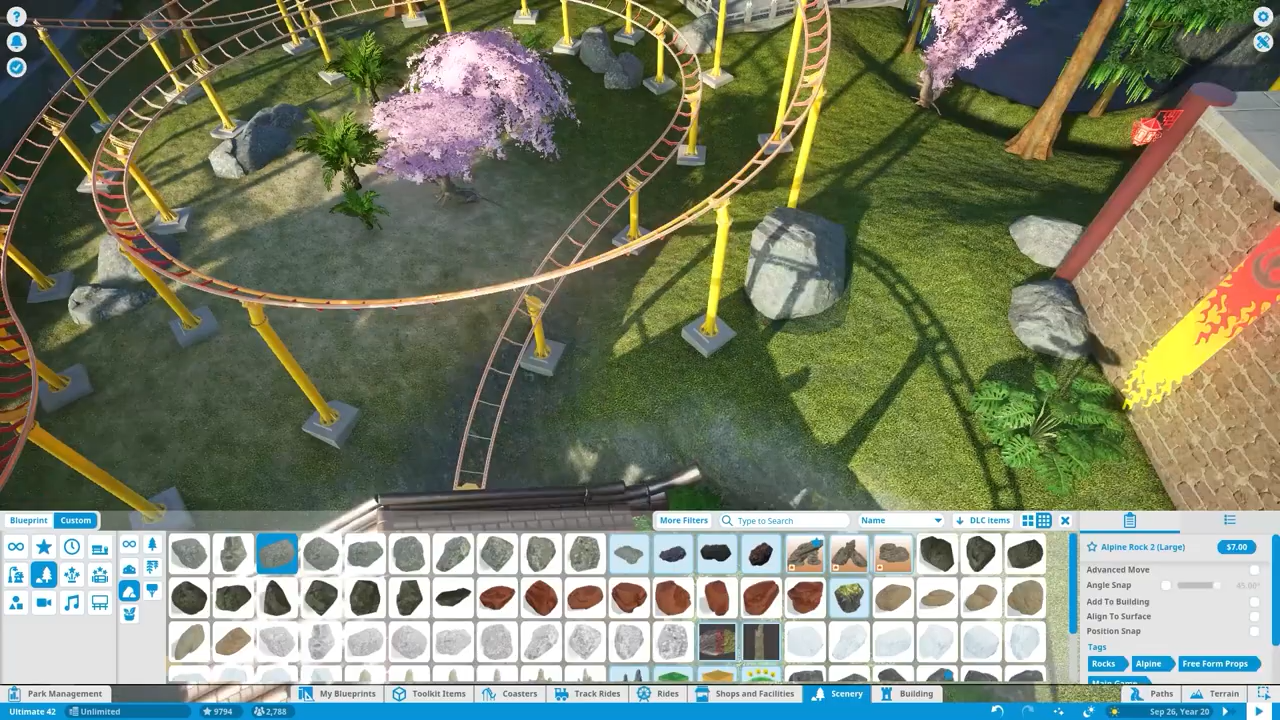 Blueprint
Custom
More Filters
Type to Search
Name
DLC items
Alpine Rock 2 (Large)
$7.00
Advanced Move
Angle Snap
45.00°
Add To Building
Align To Surface
Position Snap
Tags
Rocks
Alpine
Free Form Props
Park Management
My Blueprints
Toolkit Items
Coasters
Track Rides
Rides
Shops and Facilities
Scenery
Building
Paths
Terrain
Ultimate 42
Unlimited
9794
2,788
Sep 26, Year 20